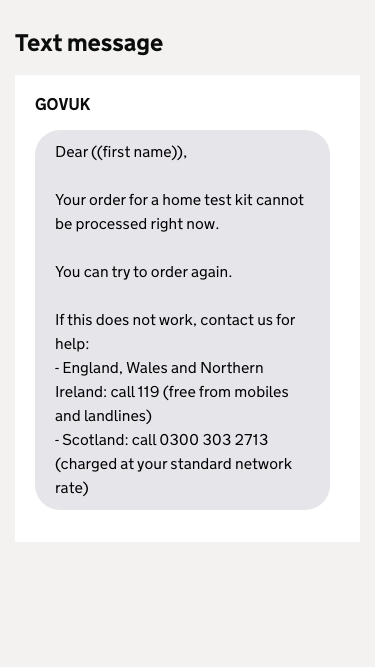 Text message
GOVUK
Dear ((first name)),
Your order for a home test kit cannot
be processed right now.
You can try to order again.
If this does not work, contact us for
help:
- England, Wales and Northern
Ireland: call 119 (free from mobiles
and landlines)
- Scotland: call 0300 303 2713
(charged at your standard network
rate)